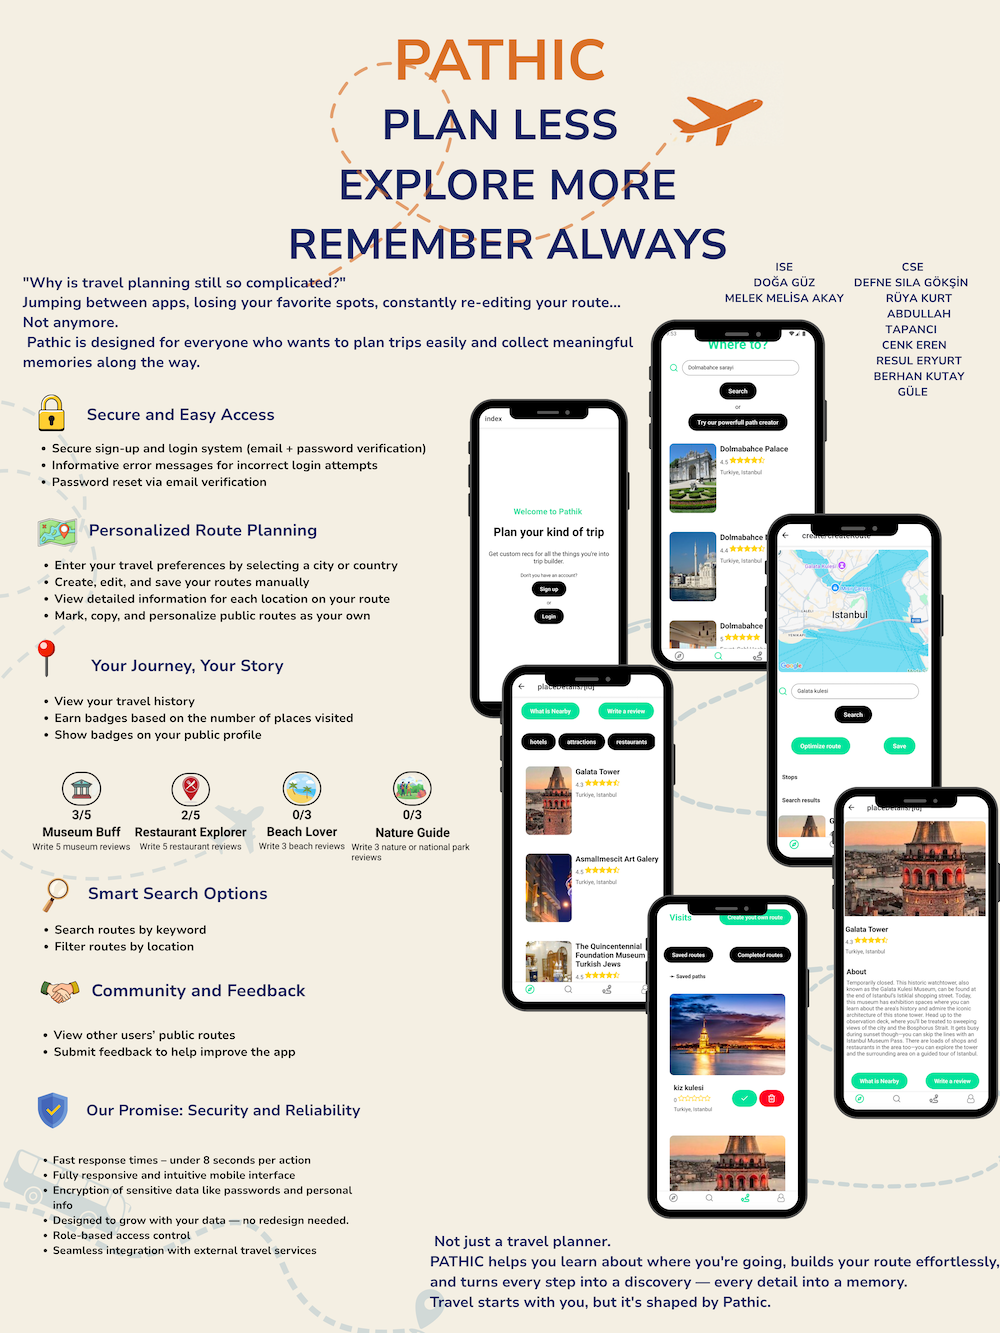 PATHIC
PLAN LESS
EXPLORE MORE
REMEMBER ALWAYS
"Why is travel planning still so complicated?"
Jumping between apps, losing your favorite spots, constantly re-editing your route...
Not anymore.
Pathic is designed for everyone who wants to plan trips easily and collect meaningful
memories along the way.
ISE
DOĞA GÜZ
MELEK MELİSA AKAY
CSE
DEFNE SILA GÖKŞİN
RÜYA KURT
ABDULLAH
TAPANCI
CENK EREN
RESUL ERYURT
BERHAN KUTAY
GÜLE
Secure and Easy Access
• Secure sign-up and login system (email + password verification)
• Informative error messages for incorrect login attempts
• Password reset via email verification
Personalized Route Planning
• Enter your travel preferences by selecting a city or country
• Create, edit, and save your routes manually
• View detailed information for each location on your route
• Mark, copy, and personalize public routes as your own
Your Journey, Your Story
• View your travel history
• Earn badges based on the number of places visited
• Show badges on your public profile
3/5
Museum Buff
Write 5 museum reviews
2/5
Restaurant Explorer
Write 5 restaurant reviews
0/3
Beach Lover
Write 3 beach reviews
0/3
Nature Guide
Write 3 nature or national park
reviews
Smart Search Options
• Search routes by keyword
• Filter routes by location
Community and Feedback
• View other users' public routes
• Submit feedback to help improve the app
Our Promise: Security and Reliability
• Fast response times – under 8 seconds per action
• Fully responsive and intuitive mobile interface
• Encryption of sensitive data like passwords and personal
info
• Designed to grow with your data — no redesign needed.
• Role-based access control
• Seamless integration with external travel services
index
Welcome to Pathik
Plan your kind of trip
Get custom recs for all the things you're into
trip builder.
Don't you have an account?
Sign up
or
Login
Where to?
Dolmabahce sarayi
Search
or
Try our powerfull path creator
Dolmabahce Palace
4.5
Turkiye, Istanbul
Dolmabahce
4.4
Turkiye, Istanbul
Dolmabahce
5
create/createRoute
Galata Kulesi
Istanbul
Google
Galata kulesi
Search
Optimize route
Save
Stops
Search results
What is Nearby
Write a review
hotels
attractions
restaurants
Galata Tower
4.3
Turkiye, Istanbul
Asmallmescit Art Galery
4.5
Turkiye, Istanbul
The Quincentennial
Foundation Museum
Turkish Jews
4.5
Visits
Create your own route
Saved routes
Completed routes
Saved paths
kiz kulesi
0
Turkiye, Istanbul
Galata Tower
4.3
Turkiye, Istanbul
About
Temporarily closed. This historic watchtower, also
known as the Galata Kulesi Museum, can be found at
the end of Istanbul's Istiklal shopping street. Today,
this museum has exhibition spaces where you can
learn about the area's history and admire the iconic
architecture of this stone tower. Head up to the
observation deck, where you'll be treated to sweeping
views of the city and the Bosphorus Strait. It gets busy
during sunset though—you can skip the lines with an
Istanbul Museum Pass. There are loads of shops and
restaurants in the area too—you can explore the tower
and the surrounding area on a guided tour of Istanbul.
What is Nearby
Write a review
Not just a travel planner.
PATHIC helps you learn about where you're going, builds your route effortlessly,
and turns every step into a discovery — every detail into a memory.
Travel starts with you, but it's shaped by Pathic.